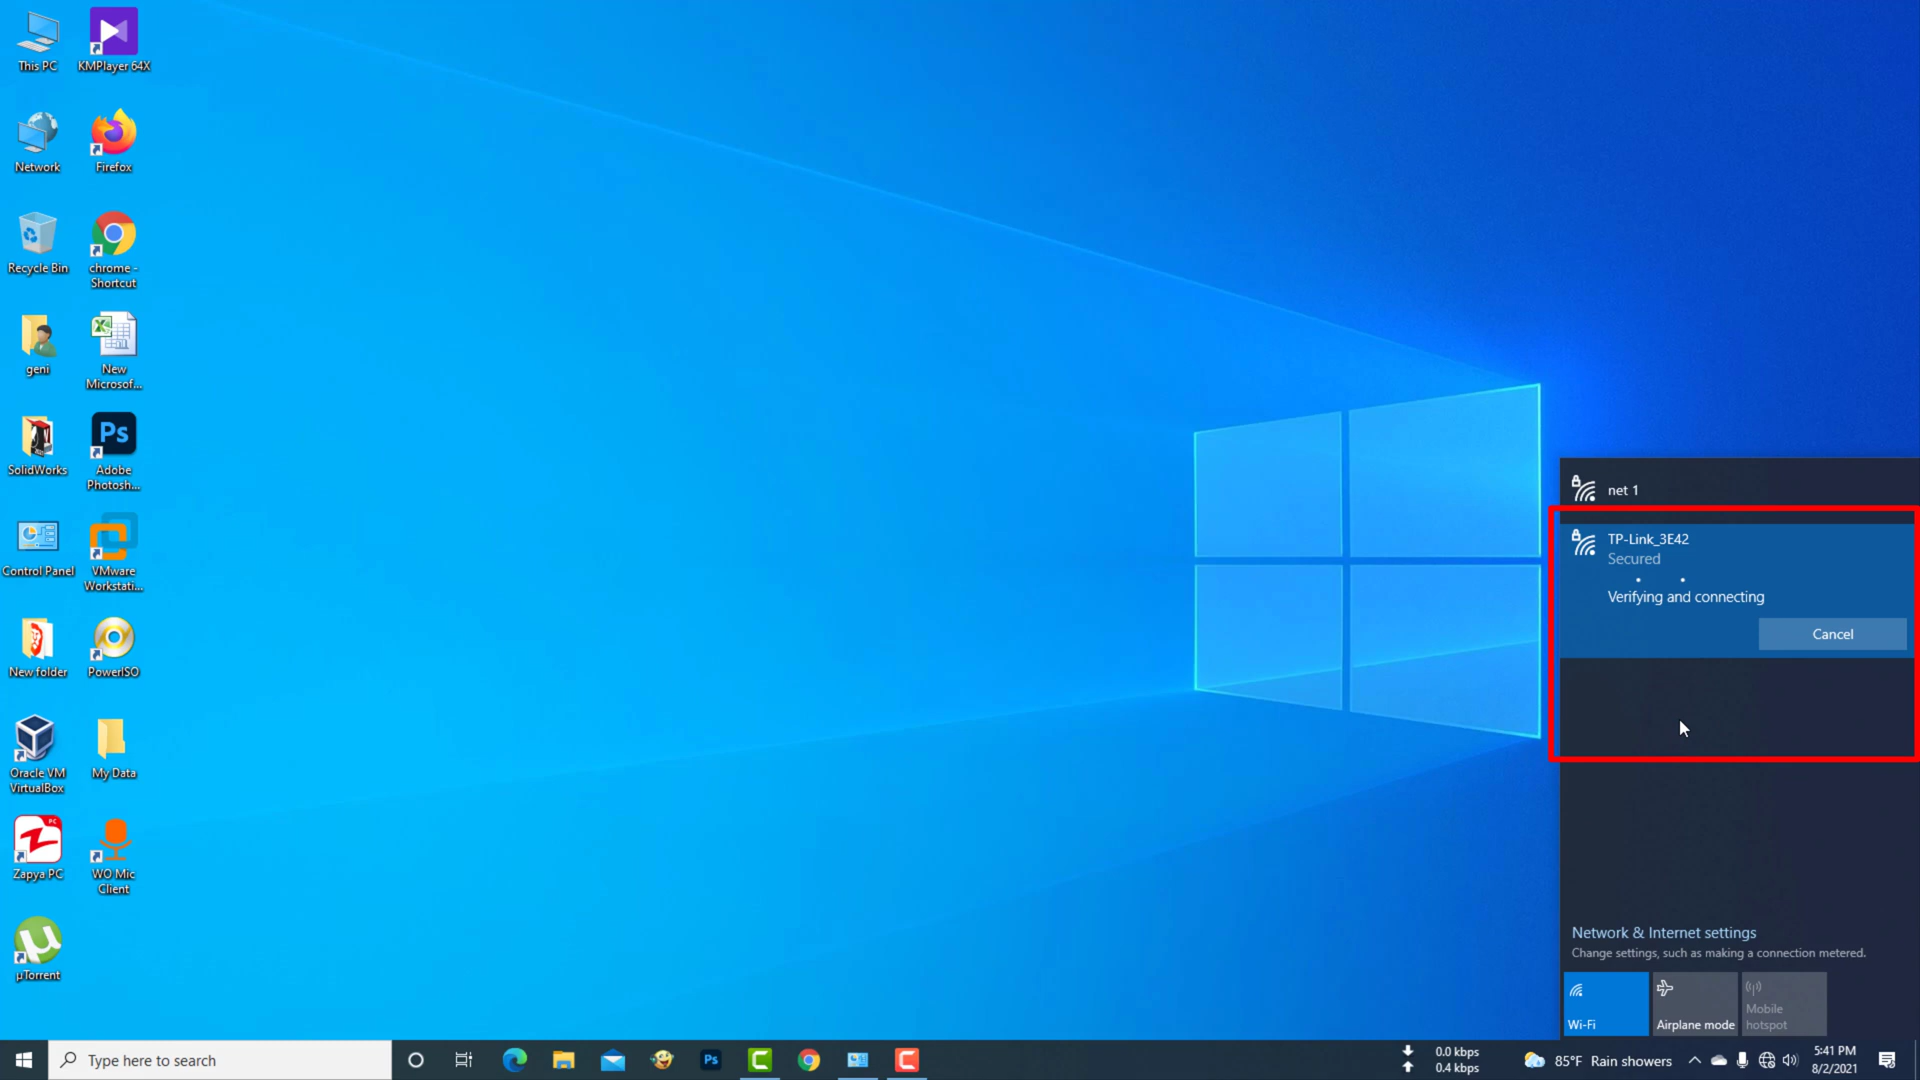 This PC
KMPlayer 64X
Network
Firefox
Recycle Bin
chrome -
Shortcut
geni
New
Microsof...
SolidWorks
Ps
Adobe
Photosh...
Control Panel
VMware
Workstati...
New folder
PowerISO
Oracle VM
VirtualBox
My Data
PC
Zapya PC
WO Mic
Client
µTorrent
net 1
TP-Link_3E42
Secured
Verifying and connecting
Cancel
Network & Internet settings
Change settings, such as making a connection metered.
Wi-Fi
Airplane mode
Mobile
hotspot
Type here to search
Ps
0.0 kbps
0.4 kbps
85°F Rain showers
5:41 PM
8/2/2021